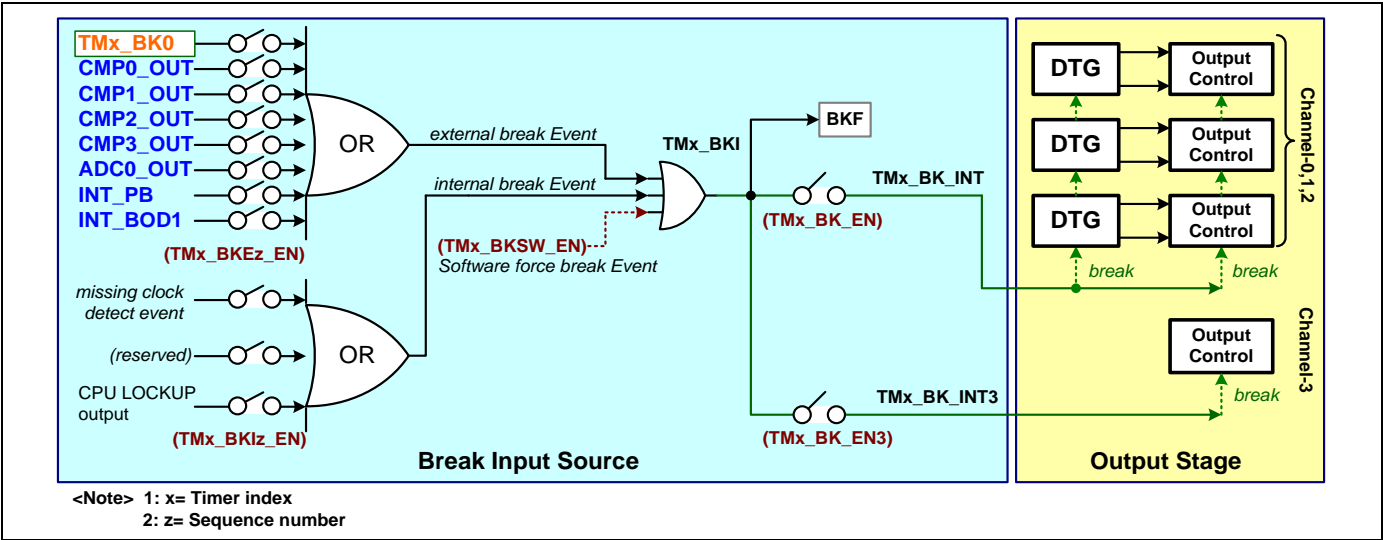 TMx_BK0
CMP0_OUT
CMP1_OUT
CMP2_OUT
CMP3_OUT
ADC0_OUT
INT_PB
INT_BOD1
(TMx_BKEz_EN)
OR
external break Event
internal break Event
(TMx_BKSW_EN)
Software force break Event
missing clock
detect event
(reserved)
CPU LOCKUP
output
(TMx_BKIz_EN)
OR
TMx_BKI
BKF
TMx_BK_INT
(TMx_BK_EN)
TMx_BK_INT3
(TMx_BK_EN3)
Break Input Source
DTG
Output
Control
DTG
Output
Control
DTG
Output
Control
break
break
Channel-0,1,2
Output
Control
break
Channel-3
Output Stage
<Note> 1: x= Timer index
2: z= Sequence number